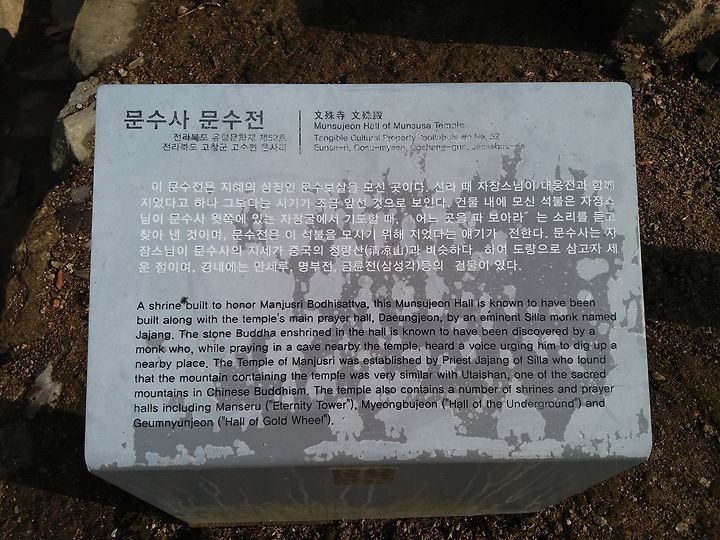 문수사 문수전
전라북도 유형문화재 제52호
전라북도 고창군 고수면 은사리
文殊寺 文殊殿
Munsujeon Hall of Munsusa Temple
Tangible Cultural Property Jeollabuk-do No. 52
Eunsa-ri, Gosu-myeon, Gochang-gun, Jeollabuk-do
이 문수전은 지혜의 상징인 문수보살을 모신 곳이다. 신라 때 자장스님이 대웅전과 함께
지었다고 하나 그보다는 시기가 조금 앞선 것으로 보인다. 건물 내에 모신 석불은 자장스
님이 문수사 윗쪽에 있는 자장굴에서 기도할 때, "어느 곳을 파 보아라" 는 소리를 듣고
찾아 낸 것이며, 문수전은 이 석불을 모시기 위해 지었다는 얘기가 전한다. 문수사는 자
장스님이 문수사의 지세가 중국의 청량산(淸凉山)과 비슷하다 하여 도량으로 삼고자 세
운 절이며, 경내에는 만세루, 명부전, 금륜전(삼성각)등의 건물이 있다.
A shrine built to honor Manjusri Bodhisattva, this Munsujeon Hall is known to have been
built along with the temple's main prayer hall, Daeungjeon, by an eminent Silla monk named
Jajang. The stone Buddha enshrined in the hall is known to have been discovered by a
monk who, while praying in a cave nearby the temple, heard a voice urging him to dig up a
nearby place. The Temple of Manjusri was established by Priest Jajang of Silla who found
that the mountain containing the temple was very similar with Utaishan, one of the sacred
mountains in Chinese Buddhism. The temple also contains a number of shrines and prayer
halls including Manseru ("Eternity Tower"), Myeongbujeon ("Hall of the Underground") and
Geumnyunjeon ("Hall of Gold Wheel").